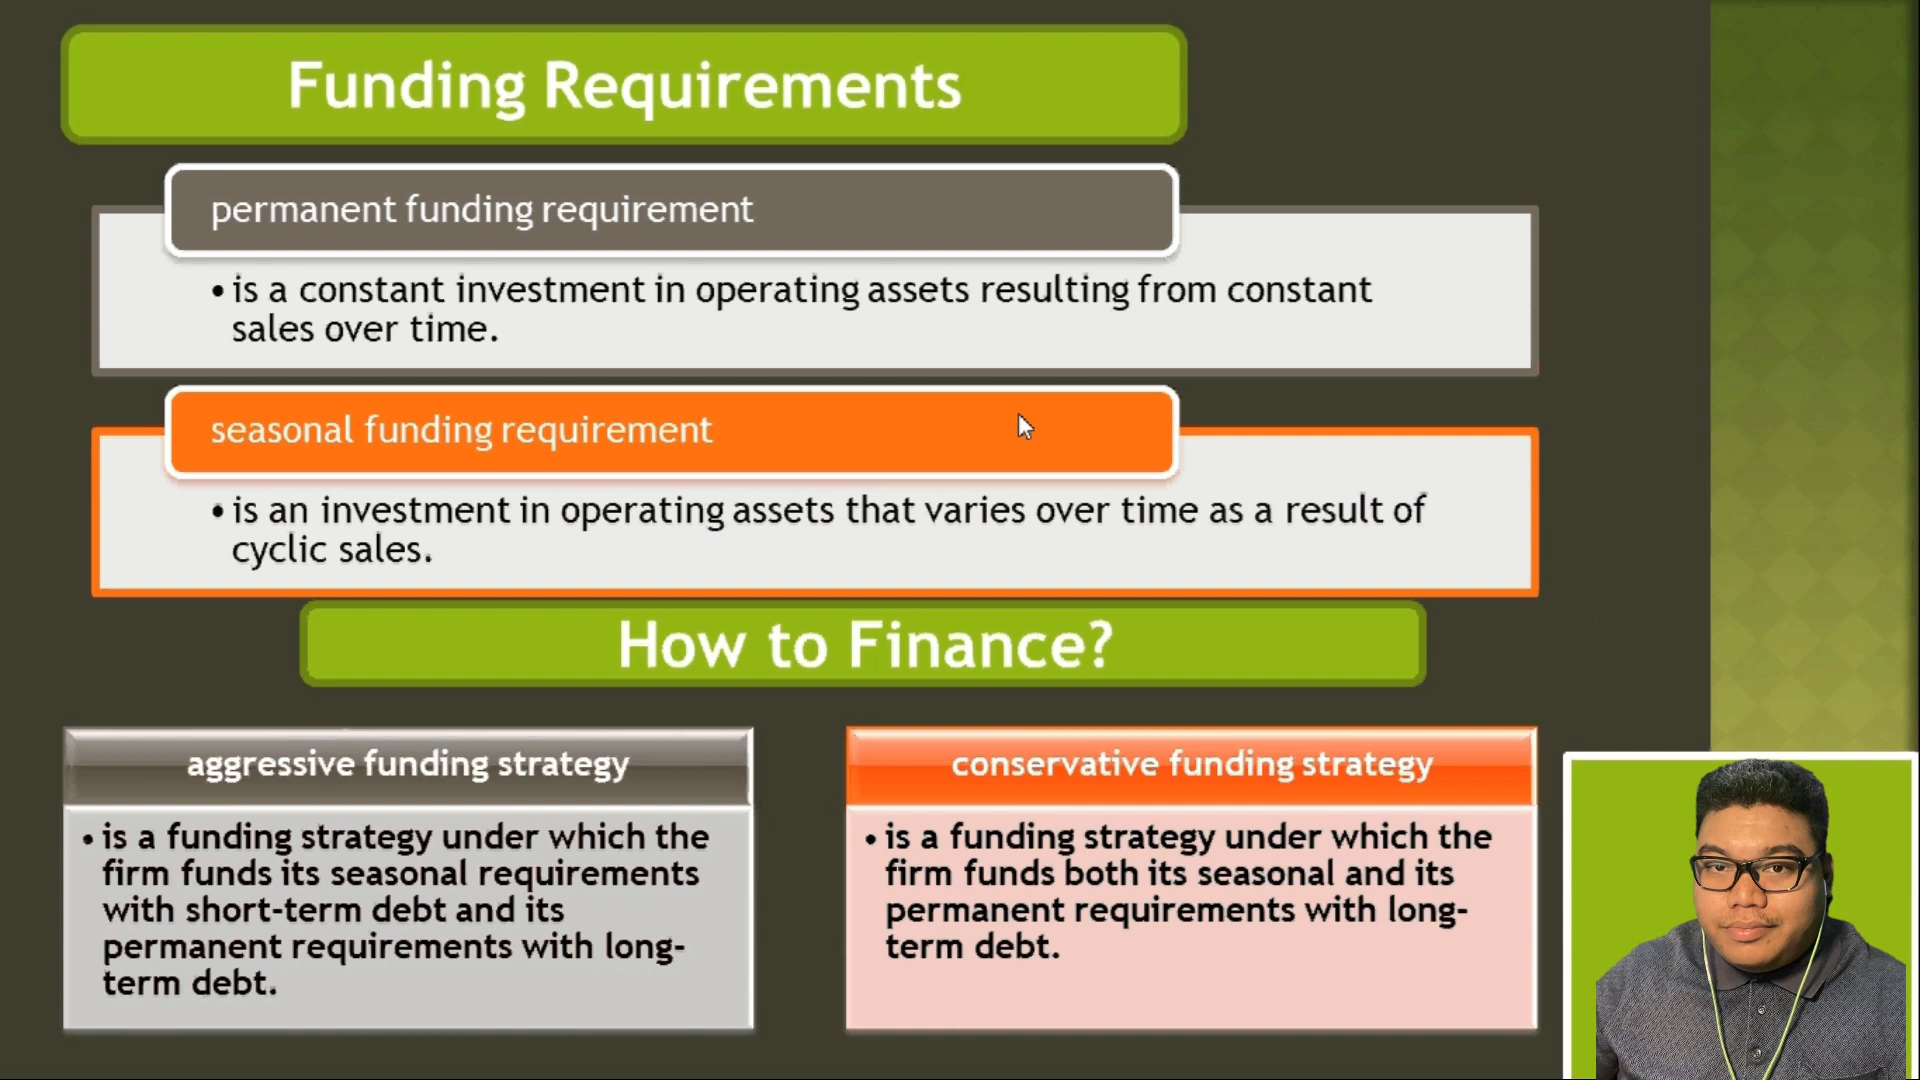 Funding Requirements
permanent funding requirement
• is a constant investment in operating assets resulting from constant
sales over time.
seasonal funding requirement
• is an investment in operating assets that varies over time as a result of
cyclic sales.
How to Finance?
aggressive funding strategy
• is a funding strategy under which the
firm funds its seasonal requirements
with short-term debt and its
permanent requirements with long-
term debt.
conservative funding strategy
• is a funding strategy under which the
firm funds both its seasonal and its
permanent requirements with long-
term debt.